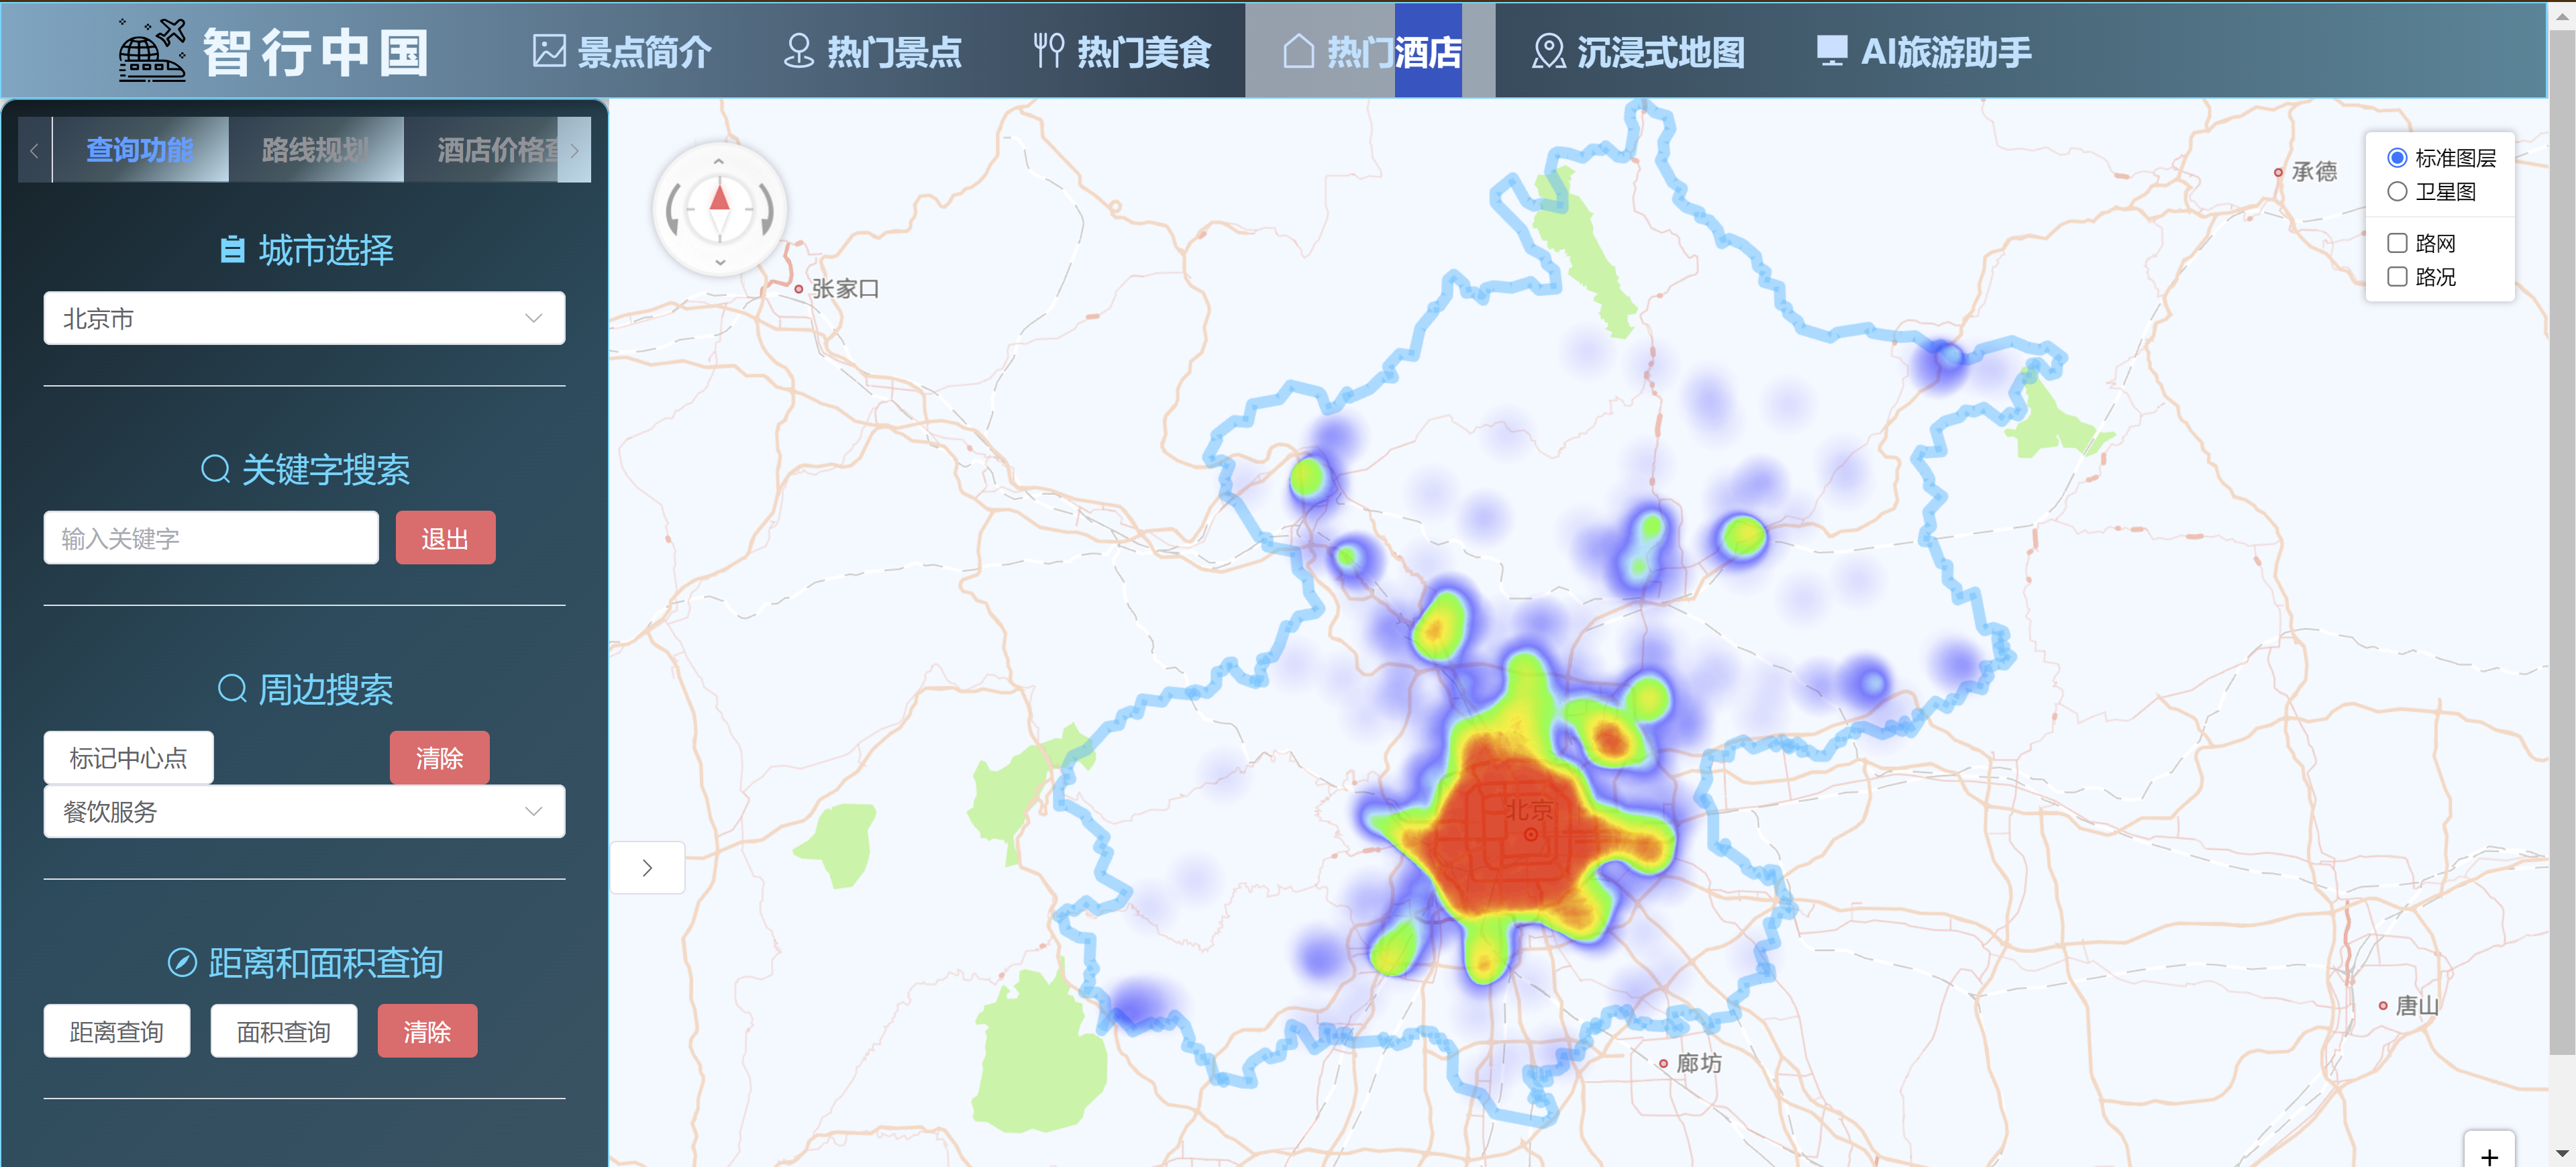 智行中国
景点简介
热门景点
热门美食
热门酒店
沉浸式地图
AI旅游助手
查询功能
路线规划
酒店价格查
城市选择
北京市
关键字搜索
输入关键字
退出
周边搜索
标记中心点
清除
餐饮服务
距离和面积查询
距离查询
面积查询
清除
标准图层
卫星图
路网
路况
承德
张家口
北京
唐山
廊坊
+